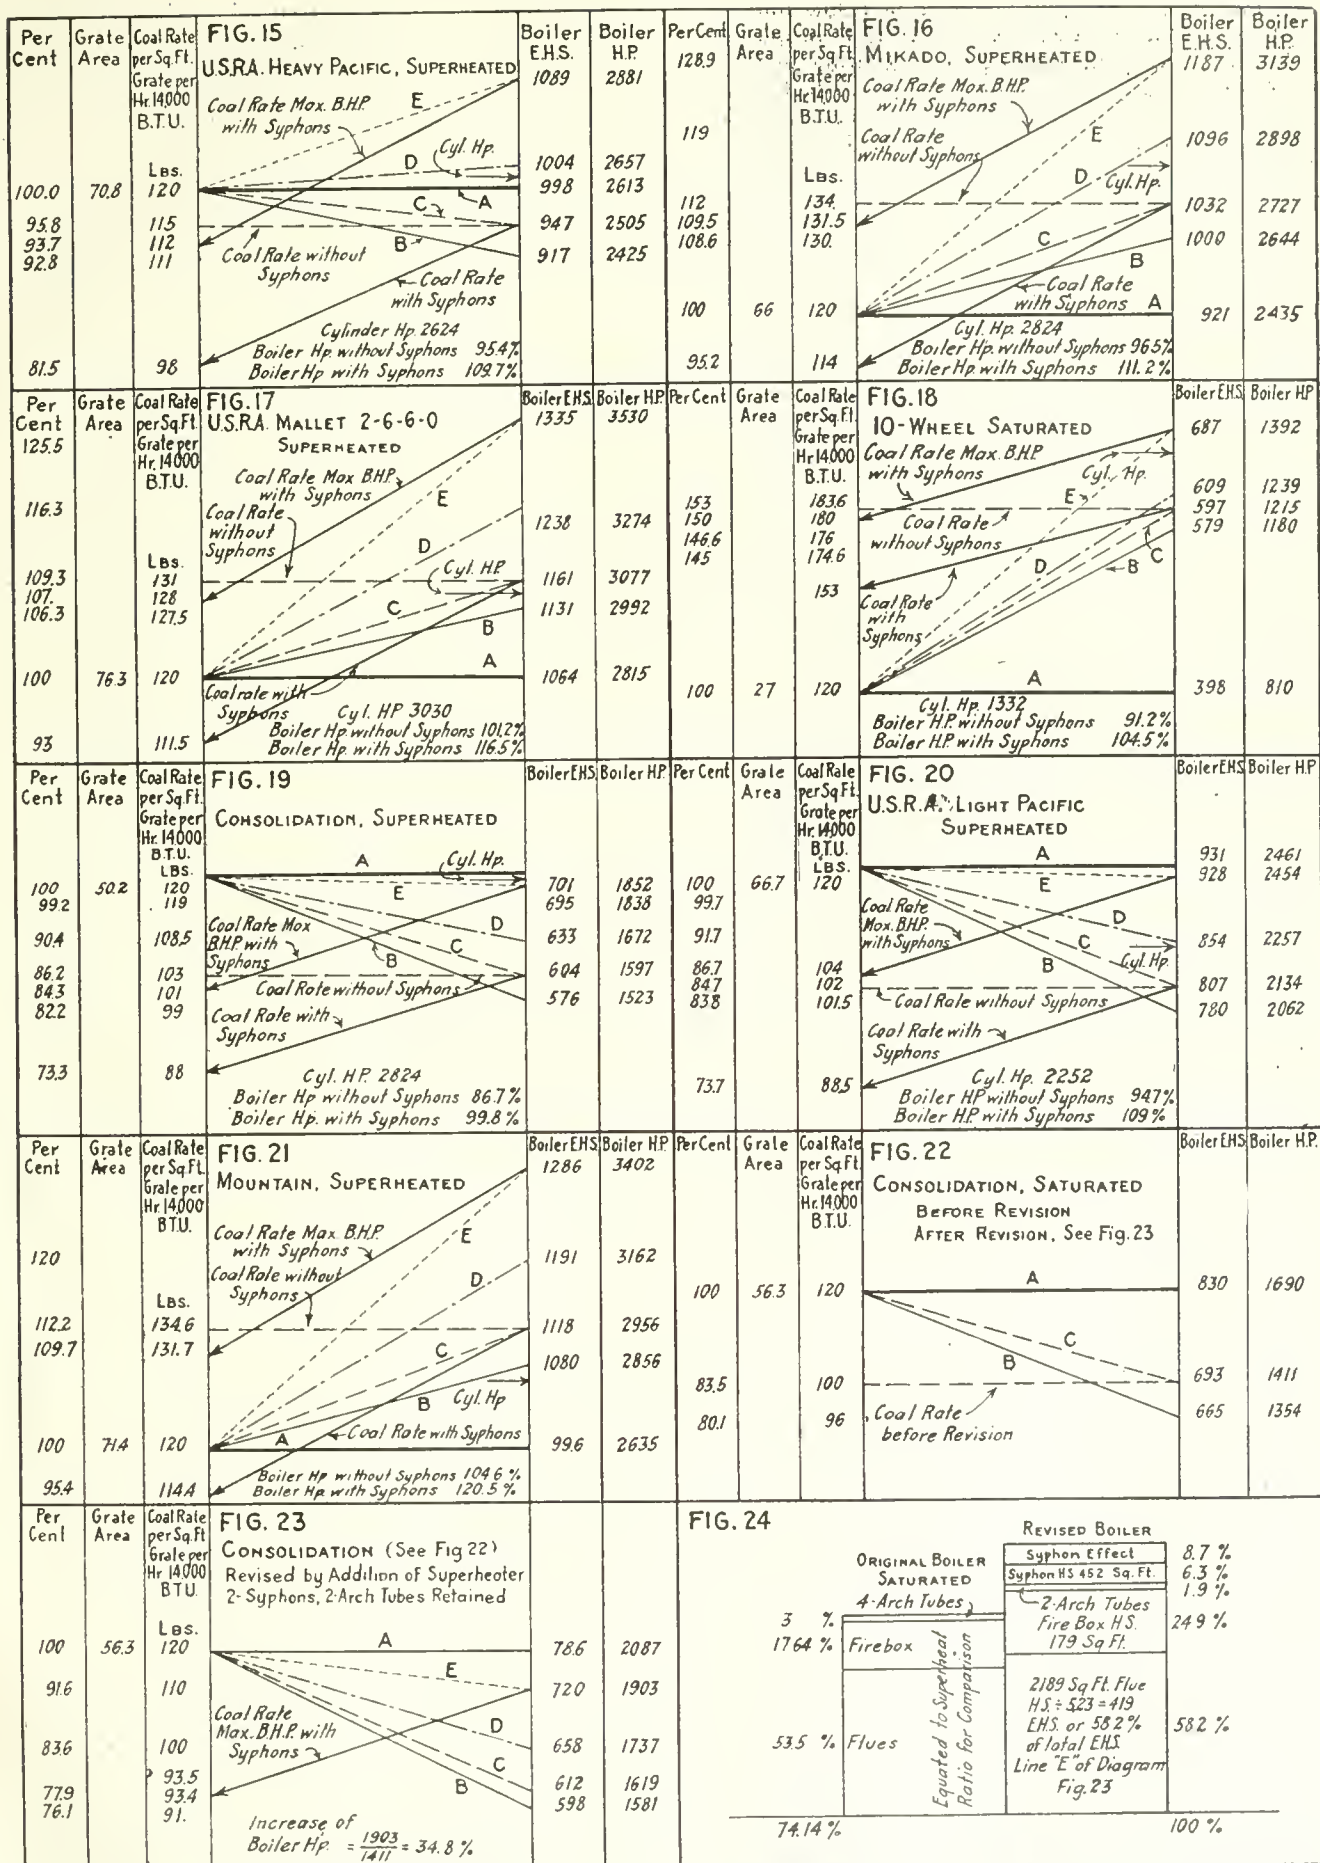 FIG. 15
U.S.R.A. HEAVY PACIFIC, SUPERHEATED
Per Cent
Grate Area
Coal Rate per Sq. Ft. Grate per Hr. 14,000 B.T.U.
Boiler E.H.S.
Boiler H.P.
1089 2881
Coal Rate Max. B.H.P. with Syphons
E
D
Cyl. Hp.
1004 2657
Lbs.
100.0 70.8 120
998 2613
A
C
95.8 115
947 2505
93.7 112
B
92.8 111
917 2425
Coal Rate without Syphons
Coal Rate with Syphons
Cylinder Hp. 2624
Boiler Hp. without Syphons 95.4%
Boiler Hp with Syphons 109.7%
81.5 98
FIG. 16
MIKADO, SUPERHEATED
Per Cent
Grate Area
Coal Rate per Sq. Ft. Grate per Hr. 14,000 B.T.U.
Boiler E.H.S.
Boiler H.P.
128.9
1187 3139
Coal Rate Max. B.H.P. with Syphons
119
Coal Rate without Syphons
E
1096 2898
D
Cyl. Hp.
Lbs.
112 134
1032 2727
109.5 131.5
108.6 130
1000 2644
C
B
Coal Rate with Syphons
A
100 66 120
921 2435
Cyl. Hp. 2824
Boiler Hp. without Syphons 96.5%
Boiler Hp. with Syphons 111.2%
95.2 114
FIG. 17
U.S.R.A. MALLET 2-6-6-0
SUPERHEATED
Per Cent
Grate Area
Coal Rate per Sq. Ft. Grate per Hr. 14,000 B.T.U.
Boiler EHS
Boiler H.P.
125.5
1335 3530
Coal Rate Max B.H.P. with Syphons
E
116.3
Coal Rate without Syphons
1238 3274
D
Cyl. H.P.
Lbs.
109.3 131
1161 3077
107. 128
106.3 127.5
1131 2992
C
B
A
100 76.3 120
1064 2815
Coal rate with Syphons
Cyl. HP 3030
Boiler Hp. without Syphons 101.2%
Boiler Hp. with Syphons 116.5%
93 111.5
FIG. 18
10-WHEEL SATURATED
Per Cent
Grate Area
Coal Rate per Sq. Ft. Grate per Hr 14,000 B.T.U.
Boiler EHS
Boiler HP
687 1392
Coal Rate Max. B.H.P with Syphons
Cyl. Hp.
E
609 1239
153 183.6
597 1215
150 180
579 1180
Coal Rate without Syphons
146.6 176
145 174.6
D
B
C
153
Coal Rate with Syphons
A
100 27 120
398 810
Cyl. Hp. 1332
Boiler H.P. without Syphons 91.2%
Boiler H.P. with Syphons 104.5%
FIG. 19
CONSOLIDATION, SUPERHEATED
Per Cent
Grate Area
Coal Rate per Sq. Ft. Grate per Hr. 14,000 B.T.U.
Boiler EHS
Boiler H.P.
A
Cyl. Hp.
LBS.
100 50.2 120
701 1852
99.2 119
695 1838
E
D
90.4 108.5
633 1672
Coal Rate Max B.H.P. with Syphons
C
B
86.2 103
604 1597
84.3 101
Coal Rate without Syphons
576 1523
82.2 99
Coal Rate with Syphons
73.3 88
Cyl. HP. 2824
Boiler Hp without Syphons 86.7%
Boiler Hp. with Syphons 99.8%
FIG. 20
U.S.R.A. LIGHT PACIFIC
SUPERHEATED
Per Cent
Grate Area
Coal Rate per Sq. Ft. Grate per Hr. 14,000 B.T.U.
Boiler EHS
Boiler H.P
A
931 2461
LBS.
100 66.7 120
928 2454
99.7
E
Coal Rate Max. B.H.P. with Syphons
D
91.7
854 2257
C
Cyl. Hp.
B
86.7 104
807 2134
84.7 102
83.8 101.5
Coal Rate without Syphons
780 2062
Coal Rate with Syphons
73.7 88.5
Cyl. Hp. 2252
Boiler HP without Syphons 94.7%
Boiler H.P. with Syphons 109%
FIG. 21
MOUNTAIN, SUPERHEATED
Per Cent
Grate Area
Coal Rate per Sq. Ft. Grate per Hr. 14,000 B.T.U.
Boiler EHS
Boiler H.P.
1286 3402
Coal Rate Max. B.H.P. with Syphons
E
120
1191 3162
Coal Rate without Syphons
D
Lbs.
112.2 134.6
1118 2956
109.7 131.7
C
1080 2856
B
Cyl. Hp
A
Coal Rate with Syphons
100 71.4 120
99.6 2635
Boiler Hp without Syphons 104.6 %
Boiler Hp with Syphons 120.5 %
95.4 114.4
FIG. 22
CONSOLIDATION, SATURATED
BEFORE REVISION
AFTER REVISION, See Fig. 23
Per Cent
Grate Area
Coal Rate per Sq. Ft. Grate per Hr. 14,000 B.T.U.
Boiler EHS
Boiler H.P.
A
100 56.3 120
830 1690
C
B
693 1411
83.5 100
80.1 96
665 1354
Coal Rate before Revision
FIG. 23
CONSOLIDATION (See Fig 22)
Revised by Addition of Superheater
2-Syphons, 2-Arch Tubes Retained
Per Cent
Grate Area
Coal Rate per Sq. Ft Grate per Hr 14,000 BTU.
Lbs.
A
100 56.3 120
78.6 2087
E
91.6 110
720 1903
Coal Rate Max. B.H.P. with Syphons
D
83.6 100
658 1737
C
93.5
612 1619
77.9 93.4
B
76.1 91.
598 1581
Increase of
Boiler Hp. = 1903/1411 = 34.8 %
FIG. 24
REVISED BOILER
ORIGINAL BOILER
SATURATED
Syphon Effect 8.7 %
Syphon HS 45.2 Sq. Ft. 6.3 %
1.9 %
4-Arch Tubes
2-Arch Tubes
3 %
Fire Box H.S. 24.9 %
179 Sq Ft.
17.64 % Firebox
Equated to Superheat
Ratio for Comparison
2189 Sq Ft. Flue
HS. ÷ 5.23 = 419
EHS. or 58.2%
of total EHS.
Line "E" of Diagram
Fig. 23
58.2 %
53.5 % Flues
74.14 %
100 %